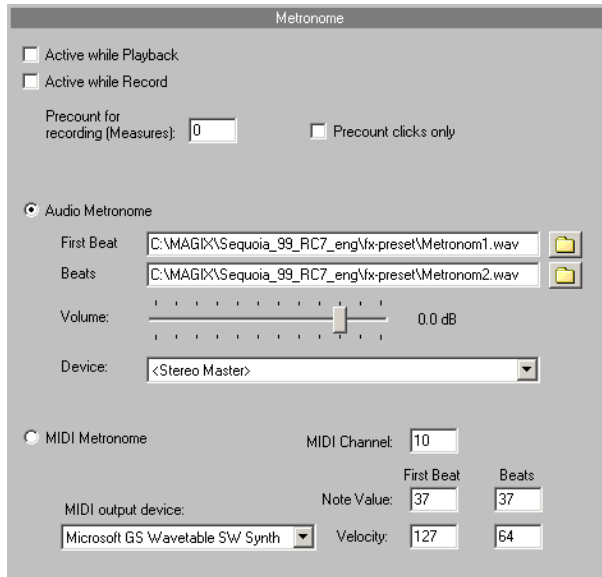 Metronome
Active while Playback
Active while Record
Precount for
recording (Measures): 0
Precount clicks only
Audio Metronome
First Beat C:\MAGIX\Sequoia_99_RC7_eng\fx-preset\Metronom1.wav
Beats C:\MAGIX\Sequoia_99_RC7_eng\fx-preset\Metronom2.wav
Volume: 0.0 dB
Device: <Stereo Master>
MIDI Metronome
MIDI Channel: 10
First Beat Beats
Note Value: 37 37
MIDI output device:
Microsoft GS Wavetable SW Synth
Velocity: 127 64